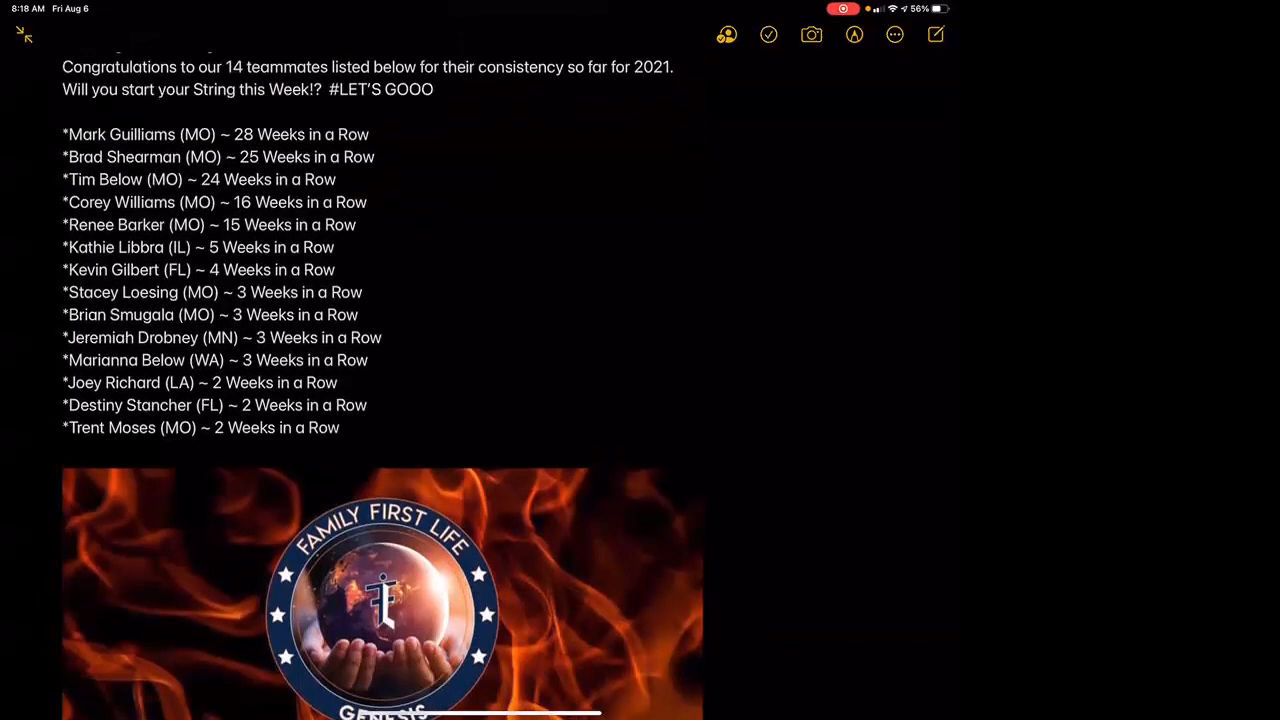 8:18 AM Fri Aug 6
56%
Congratulations to our 14 teammates listed below for their consistency so far for 2021.
Will you start your String this Week!? #LET'S GOOO
*Mark Guilliams (MO) ~ 28 Weeks in a Row
*Brad Shearman (MO) ~ 25 Weeks in a Row
*Tim Below (MO) ~ 24 Weeks in a Row
*Corey Williams (MO) ~ 16 Weeks in a Row
*Renee Barker (MO) ~ 15 Weeks in a Row
*Kathie Libbra (IL) ~ 5 Weeks in a Row
*Kevin Gilbert (FL) ~ 4 Weeks in a Row
*Stacey Loesing (MO) ~ 3 Weeks in a Row
*Brian Smugala (MO) ~ 3 Weeks in a Row
*Jeremiah Drobney (MN) ~ 3 Weeks in a Row
*Marianna Below (WA) ~ 3 Weeks in a Row
*Joey Richard (LA) ~ 2 Weeks in a Row
*Destiny Stancher (FL) ~ 2 Weeks in a Row
*Trent Moses (MO) ~ 2 Weeks in a Row
FAMILY FIRST LIFE
GENESIS